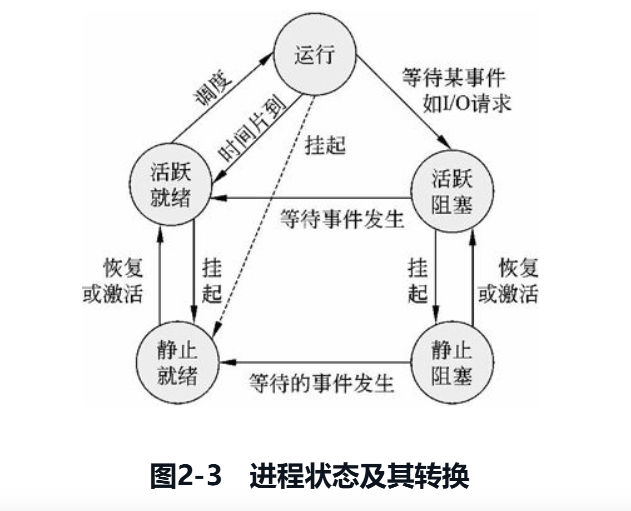 运行
调度
时间片到
等待某事件
如I/O请求
挂起
活跃
就绪
活跃
阻塞
等待事件发生
恢复
或激活
挂
起
挂
起
恢复
或激活
静止
就绪
静止
阻塞
等待的事件发生
图2-3 进程状态及其转换